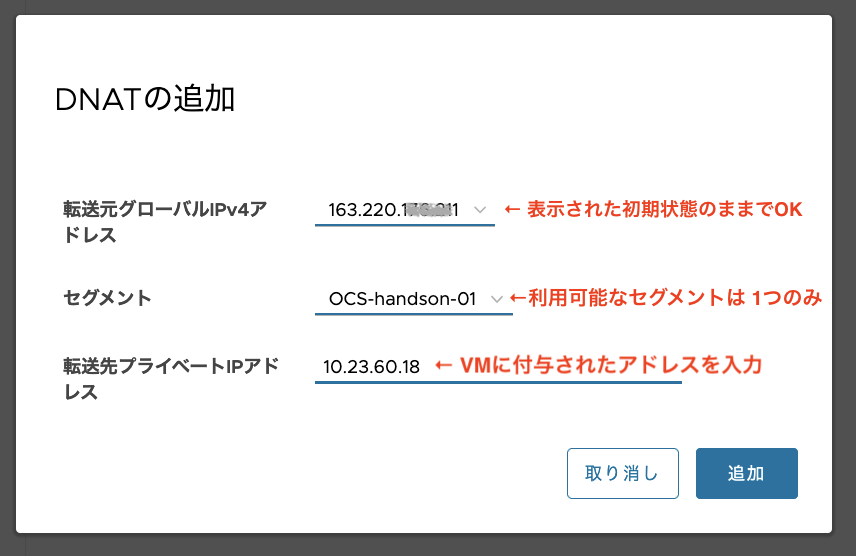 DNATの追加
転送元グローバルIPv4ア
ドレス
163.220.1
← 表示された初期状態のままでOK
セグメント
OCS-handson-01
←利用可能なセグメントは 1つのみ
転送先プライベートIPアド
レス
10.23.60.18
← VMに付与されたアドレスを入力
取り消し
追加